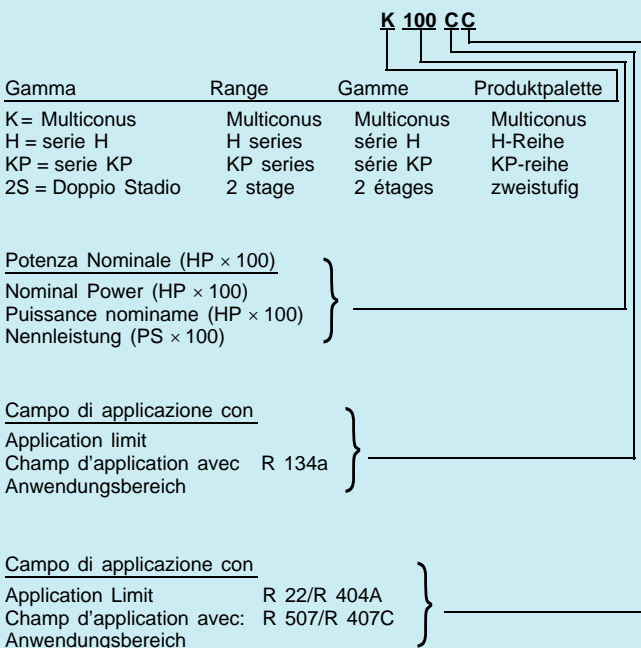 K 100 C C
Gamma Range Gamme Produktpalette
K = Multiconus Multiconus Multiconus Multiconus
H = serie H H series série H H-Reihe
KP = serie KP KP series série KP KP-reihe
2S = Doppio Stadio 2 stage 2 étages zweistufig
Potenza Nominale (HP × 100)
Nominal Power (HP × 100)
Puissance nominame (HP × 100)
Nennleistung (PS × 100)
Campo di applicazione con
Application limit
Champ d'application avec R 134a
Anwendungsbereich
Campo di applicazione con
Application Limit R 22/R 404A
Champ d'application avec: R 507/R 407C
Anwendungsbereich